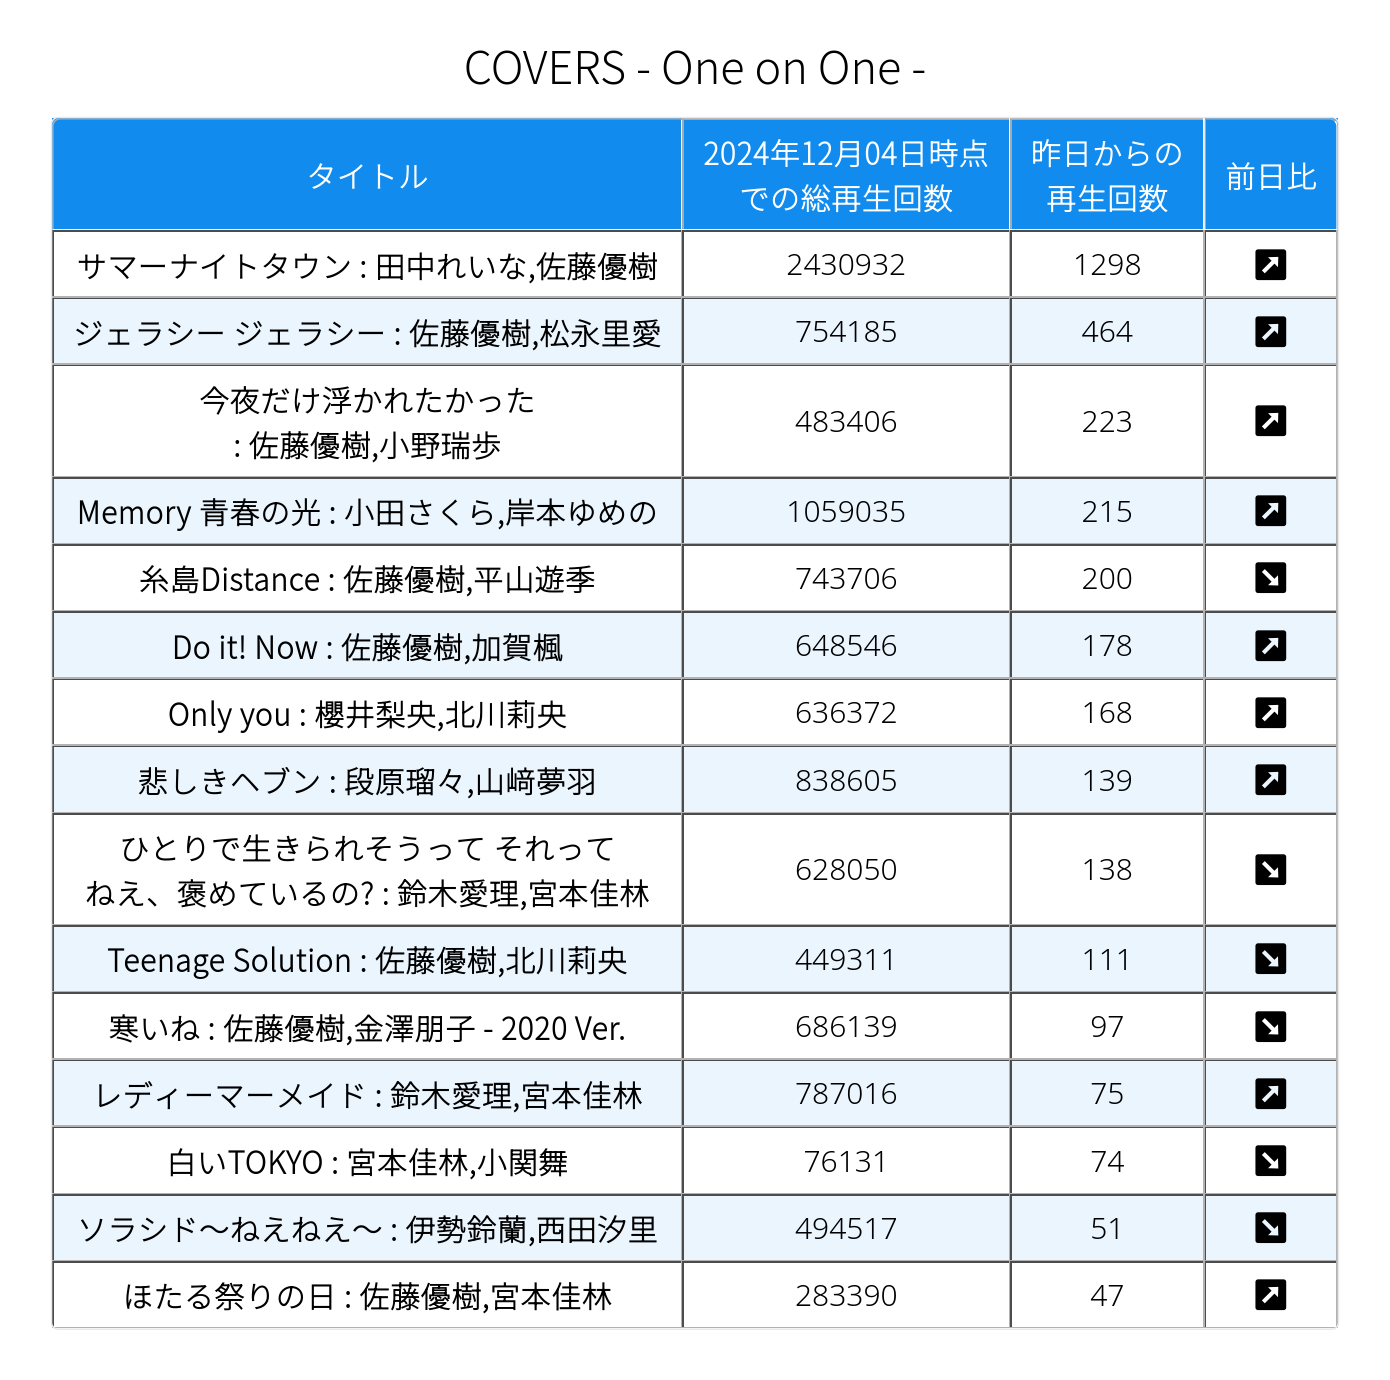 COVERS - One on One -
タイトル
2024年12月04日時点
での総再生回数
昨日からの
再生回数
前日比
サマーナイトタウン : 田中れいな,佐藤優樹
2430932
1298
ジェラシー ジェラシー : 佐藤優樹,松永里愛
754185
464
今夜だけ浮かれたかった
: 佐藤優樹,小野瑞歩
483406
223
Memory 青春の光 : 小田さくら,岸本ゆめの
1059035
215
糸島Distance : 佐藤優樹,平山遊季
743706
200
Do it! Now : 佐藤優樹,加賀楓
648546
178
Only you : 櫻井梨央,北川莉央
636372
168
悲しきヘブン : 段原瑠々,山﨑夢羽
838605
139
ひとりで生きられそうって それって
ねえ、褒めているの? : 鈴木愛理,宮本佳林
628050
138
Teenage Solution : 佐藤優樹,北川莉央
449311
111
寒いね : 佐藤優樹,金澤朋子 - 2020 Ver.
686139
97
レディーマーメイド : 鈴木愛理,宮本佳林
787016
75
白いTOKYO : 宮本佳林,小関舞
76131
74
ソラシド〜ねえねえ〜 : 伊勢鈴蘭,西田汐里
494517
51
ほたる祭りの日 : 佐藤優樹,宮本佳林
283390
47